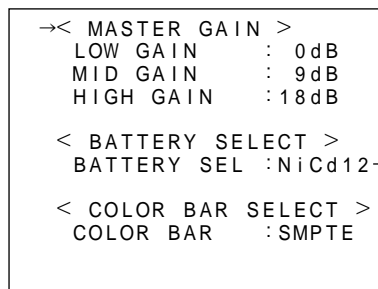 →< MASTER GAIN >
LOW GAIN : 0dB
MID GAIN : 9dB
HIGH GAIN :18dB
< BATTERY SELECT >
BATTERY SEL :NiCd12-
< COLOR BAR SELECT >
COLOR BAR :SMPTE